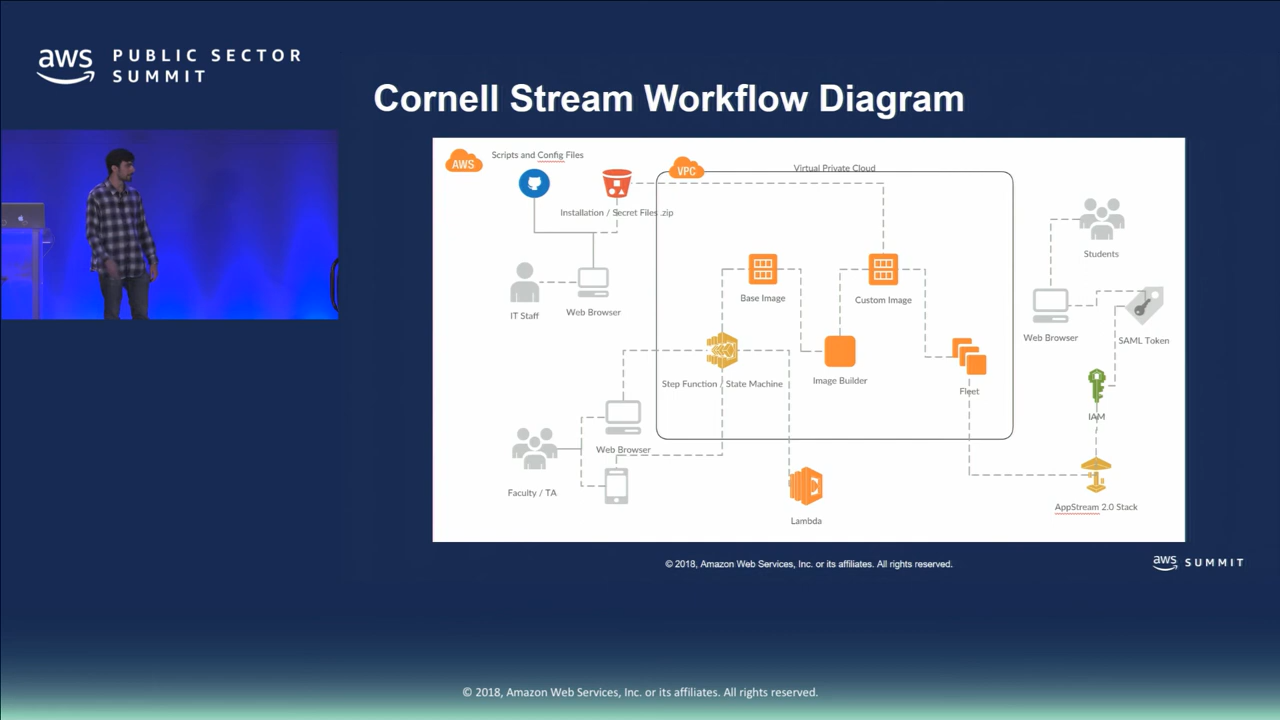 aws PUBLIC SECTOR
SUMMIT
Cornell Stream Workflow Diagram
AWS
Scripts and Config Files
VPC
Virtual Private Cloud
Installation / Secret Files .zip
Students
Base Image
Custom Image
IT Staff
Web Browser
Web Browser
SAML Token
Step Function / State Machine
Image Builder
Fleet
IAM
Web Browser
Faculty / TA
Lambda
AppStream 2.0 Stack
© 2018, Amazon Web Services, Inc. or its affiliates. All rights reserved.
aws SUMMIT
© 2018, Amazon Web Services, Inc. or its affiliates. All rights reserved.